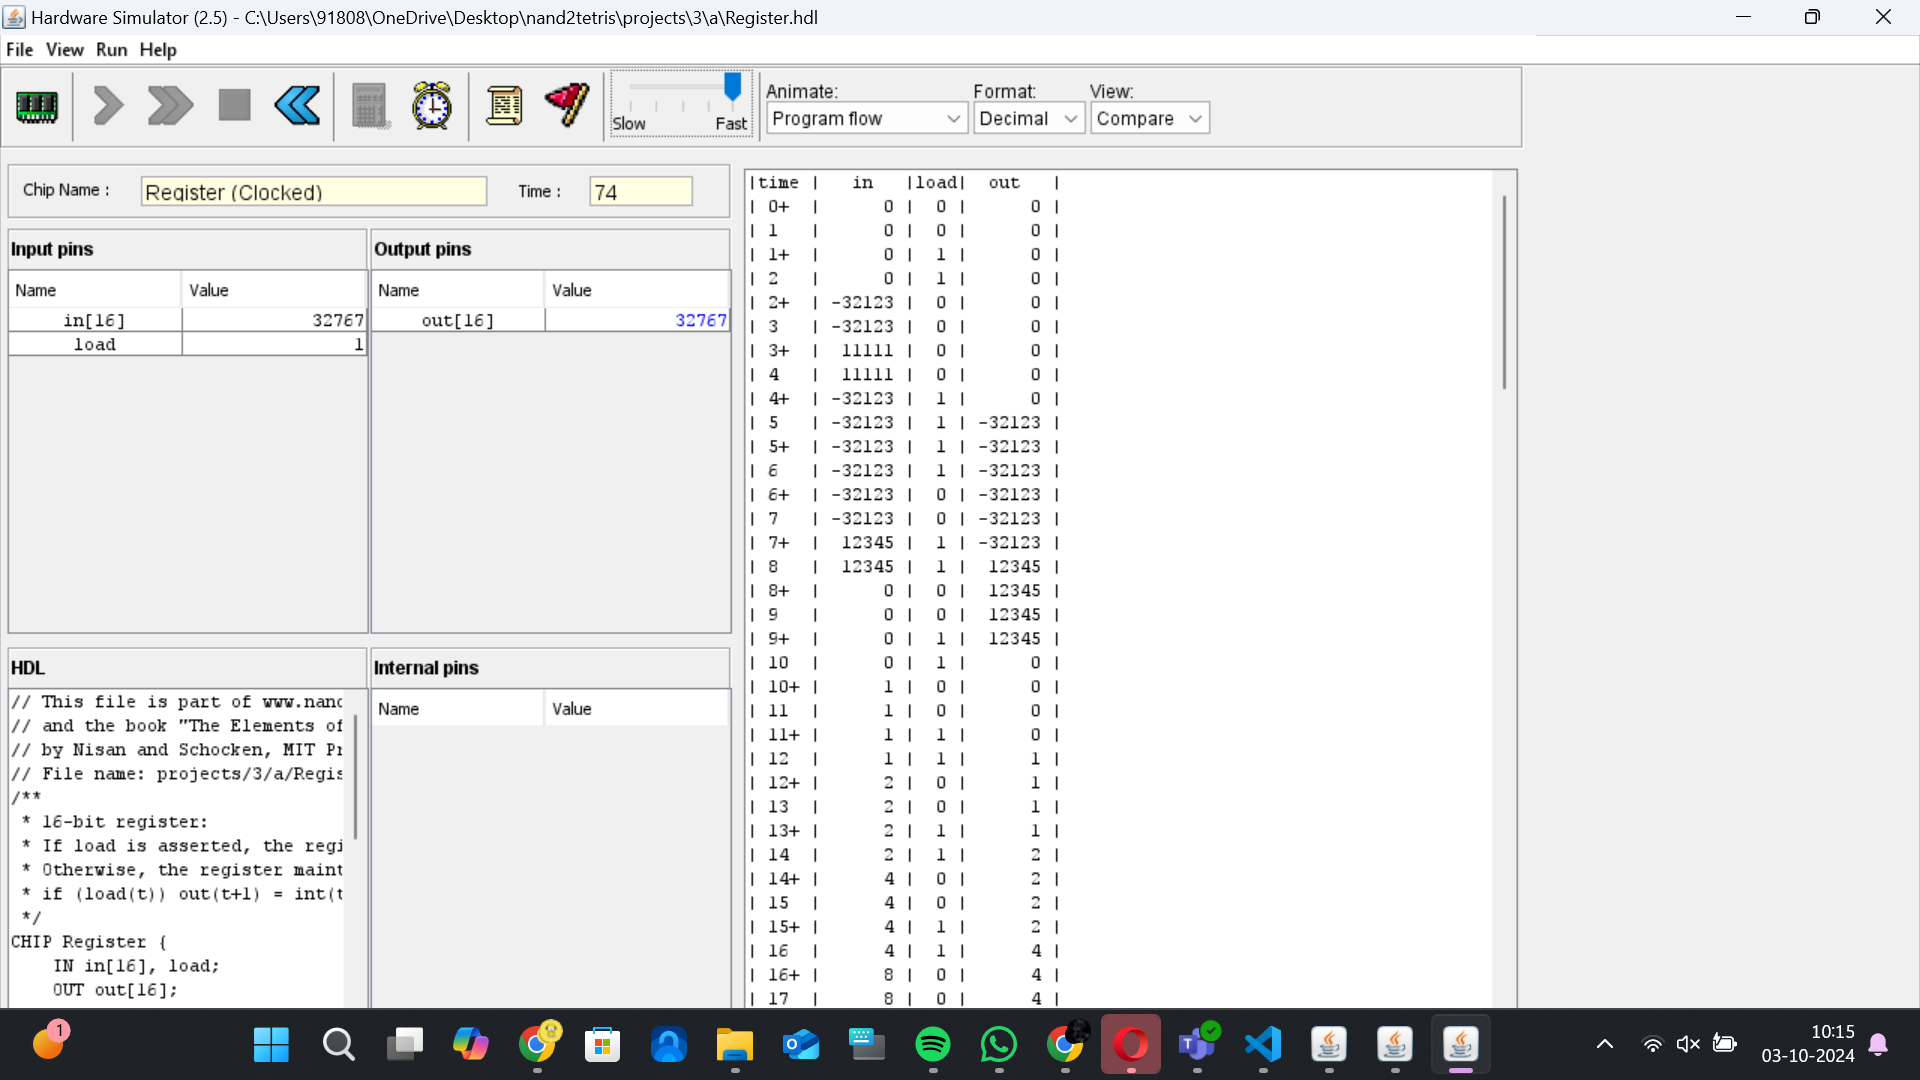 Hardware Simulator (2.5) - C:\Users\91808\OneDrive\Desktop\nand2tetris\projects\3\a\Register.hdl
File View Run Help
Slow Fast
Animate: Format: View:
Program flow Decimal Compare
Chip Name : Register (Clocked) Time : 74
Input pins
Name Value
in[16] 32767
load 1
Output pins
Name Value
out[16] 32767
HDL
// This file is part of www.nanc
// and the book "The Elements of
// by Nisan and Schocken, MIT Pr
// File name: projects/3/a/Regis
/**
* 16-bit register:
* If load is asserted, the regi
* Otherwise, the register maint
* if (load(t)) out(t+1) = int(t
*/
CHIP Register {
IN in[16], load;
OUT out[16];
Internal pins
Name Value
|time | in |load| out |
| 0+ | 0 | 0 | 0 |
| 1 | 0 | 0 | 0 |
| 1+ | 0 | 1 | 0 |
| 2 | 0 | 1 | 0 |
| 2+ | -32123 | 0 | 0 |
| 3 | -32123 | 0 | 0 |
| 3+ | 11111 | 0 | 0 |
| 4 | 11111 | 0 | 0 |
| 4+ | -32123 | 1 | 0 |
| 5 | -32123 | 1 | -32123 |
| 5+ | -32123 | 1 | -32123 |
| 6 | -32123 | 1 | -32123 |
| 6+ | -32123 | 0 | -32123 |
| 7 | -32123 | 0 | -32123 |
| 7+ | 12345 | 1 | -32123 |
| 8 | 12345 | 1 | 12345 |
| 8+ | 0 | 0 | 12345 |
| 9 | 0 | 0 | 12345 |
| 9+ | 0 | 1 | 12345 |
| 10 | 0 | 1 | 0 |
| 10+ | 1 | 0 | 0 |
| 11 | 1 | 0 | 0 |
| 11+ | 1 | 1 | 0 |
| 12 | 1 | 1 | 1 |
| 12+ | 2 | 0 | 1 |
| 13 | 2 | 0 | 1 |
| 13+ | 2 | 1 | 1 |
| 14 | 2 | 1 | 2 |
| 14+ | 4 | 0 | 2 |
| 15 | 4 | 0 | 2 |
| 15+ | 4 | 1 | 2 |
| 16 | 4 | 1 | 4 |
| 16+ | 8 | 0 | 4 |
| 17 | 8 | 0 | 4 |
1
10:15
03-10-2024